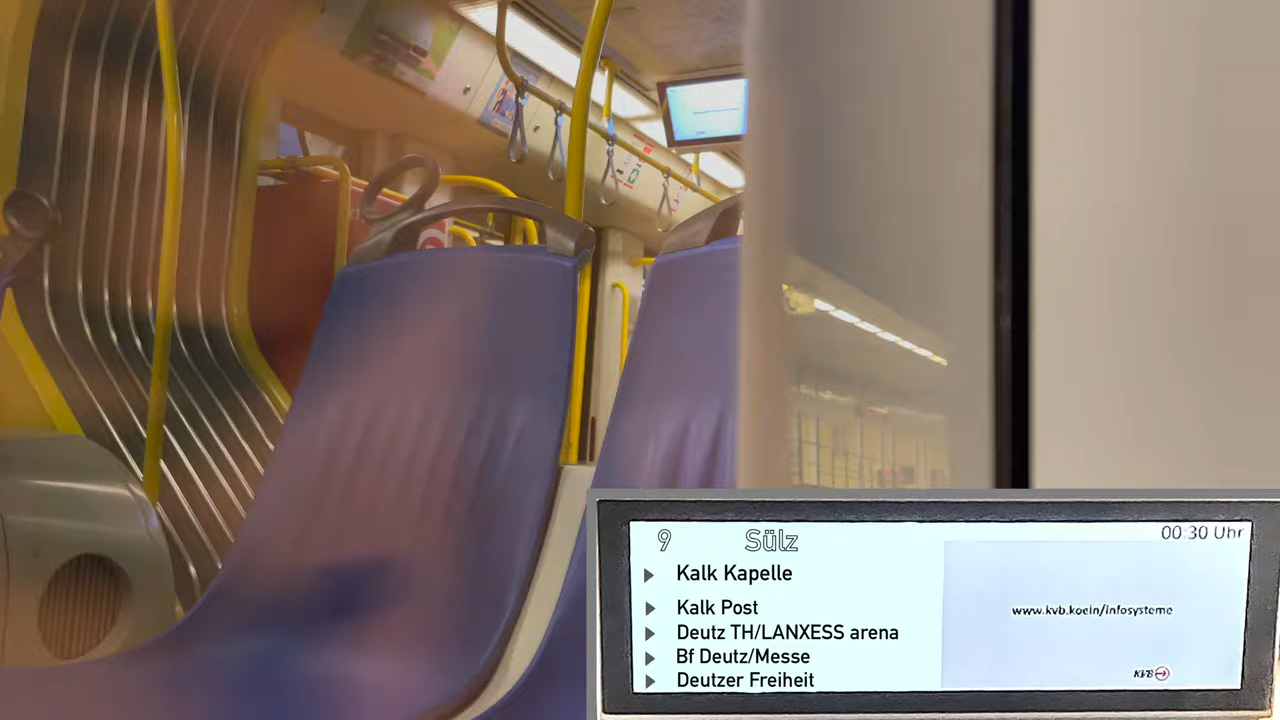 9 Sülz 00:30 Uhr
Kalk Kapelle
Kalk Post
Deutz TH/LANXESS arena
Bf Deutz/Messe
Deutzer Freiheit
www.kvb.koeln/infosysteme
KVB